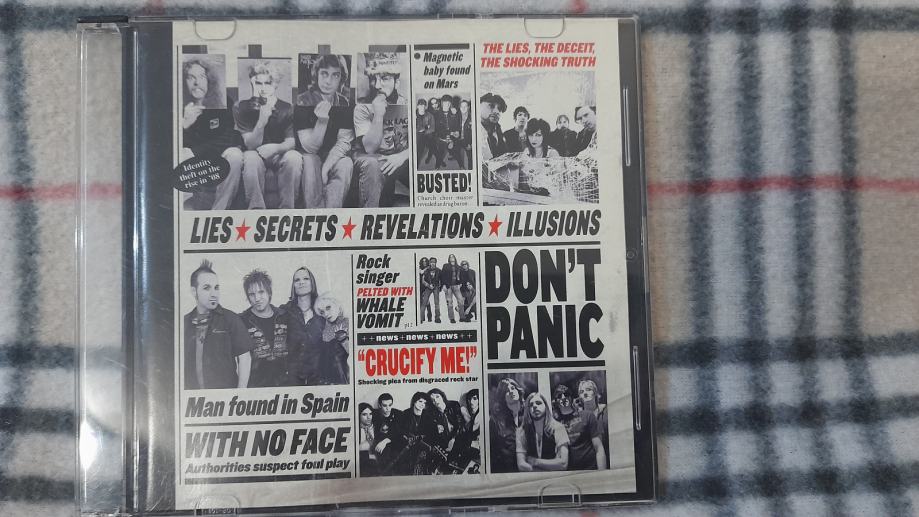 Magnetic
baby found
on Mars
THE LIES, THE DECEIT,
THE SHOCKING TRUTH
Identity
theft on the
rise in '08
BUSTED!
Church choir master
revealed as drug baron
LIES★SECRETS★REVELATIONS★ILLUSIONS
Rock
singer
PELTED WITH
WHALE
VOMIT
DON'T
PANIC
++news+news+news++
"CRUCIFY ME!"
Shocking plea from disgraced rock star
Man found in Spain
WITH NO FACE
Authorities suspect foul play